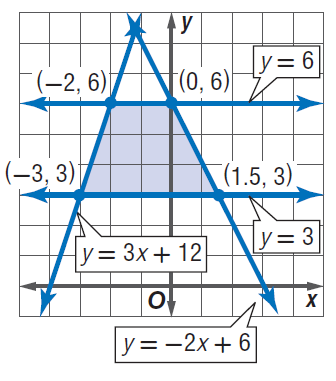 y
y = 6
(−2, 6)
(0, 6)
(−3, 3)
(1.5, 3)
y = 3
y = 3x + 12
O
x
y = −2x + 6